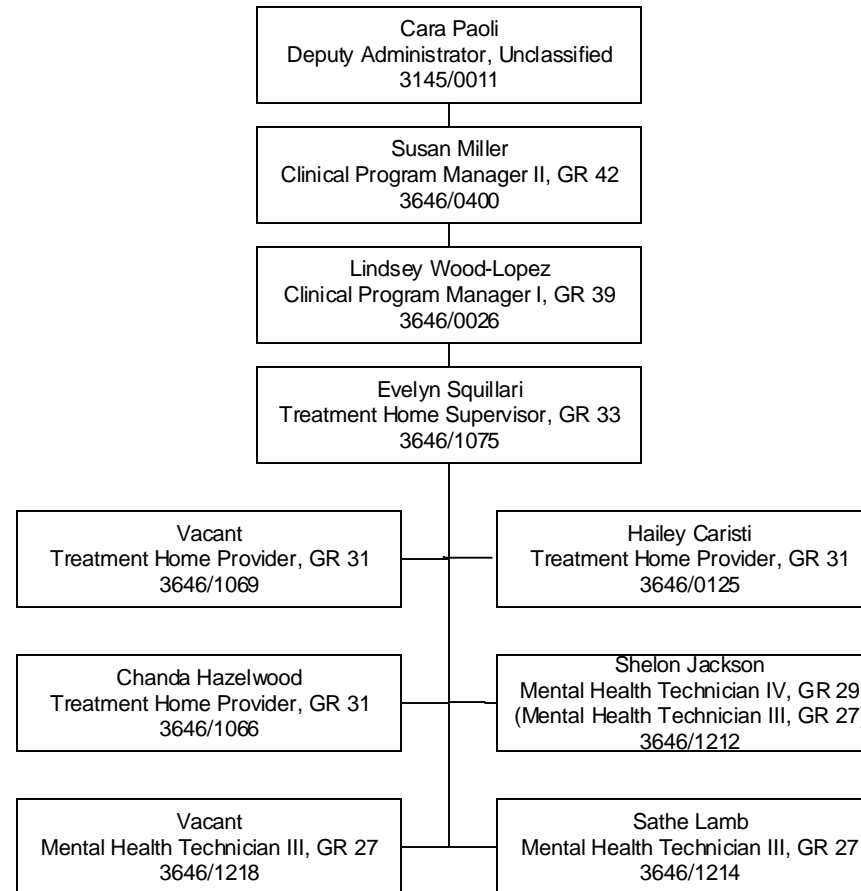 Cara Paoli
Deputy Administrator, Unclassified
3145/0011
Susan Miller
Clinical Program Manager II, GR 42
3646/0400
Lindsey Wood-Lopez
Clinical Program Manager I, GR 39
3646/0026
Evelyn Squillari
Treatment Home Supervisor, GR 33
3646/1075
Vacant
Treatment Home Provider, GR 31
3646/1069
Hailey Caristi
Treatment Home Provider, GR 31
3646/0125
Chanda Hazelwood
Treatment Home Provider, GR 31
3646/1066
Shelon Jackson
Mental Health Technician IV, GR 29
(Mental Health Technician III, GR 27)
3646/1212
Vacant
Mental Health Technician III, GR 27
3646/1218
Sathe Lamb
Mental Health Technician III, GR 27
3646/1214